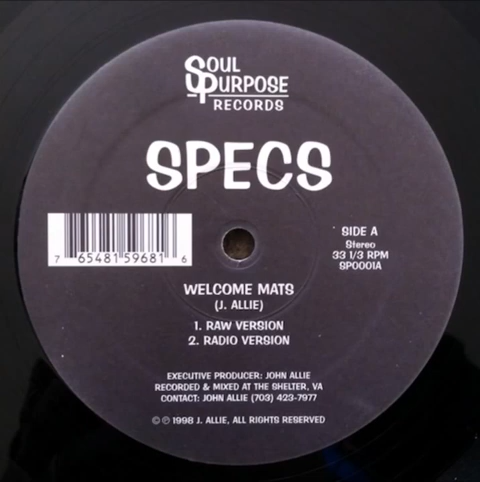 SOUL
PURPOSE
RECORDS
SPECS
7 65481 59681 6
SIDE A
Stereo
33 1/3 RPM
SP0001A
WELCOME MATS
(J. ALLIE)
1. RAW VERSION
2. RADIO VERSION
EXECUTIVE PRODUCER: JOHN ALLIE
RECORDED & MIXED AT THE SHELTER, VA
CONTACT: JOHN ALLIE (703) 423-7977
© ℗ 1998 J. ALLIE, ALL RIGHTS RESERVED